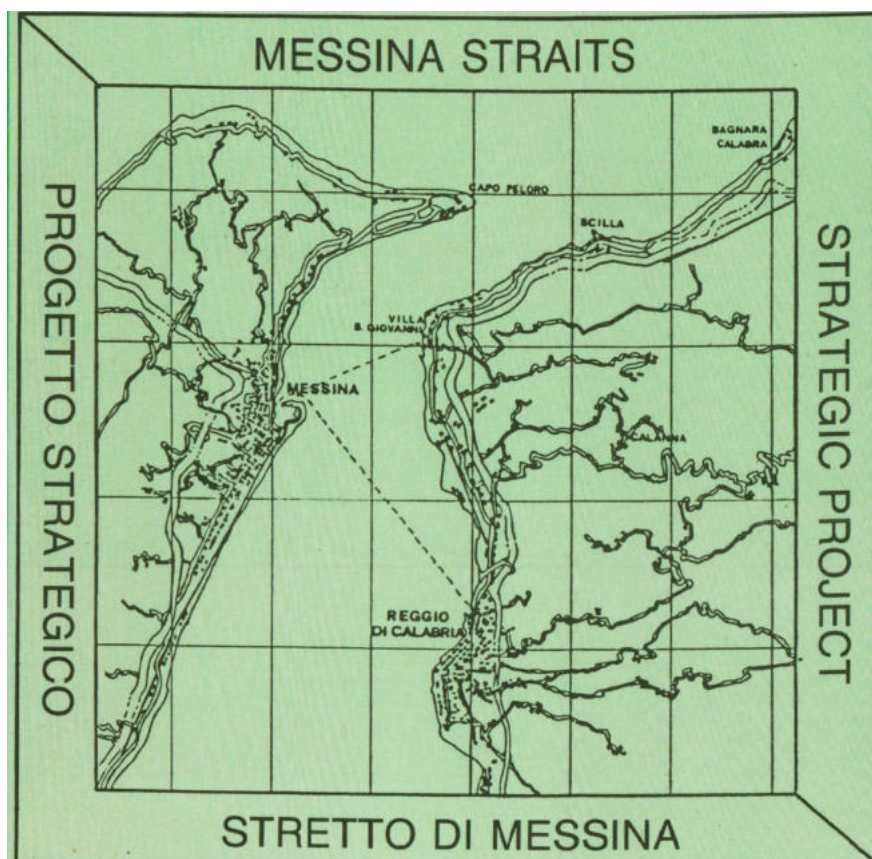 MESSINA STRAITS
BAGNARA
CALABRA
CAPO PELORO
SCILLA
VILLA
S. GIOVANNI
MESSINA
CALANNA
REGGIO
DI CALABRIA
PROGETTO STRATEGICO
STRATEGIC PROJECT
STRETTO DI MESSINA